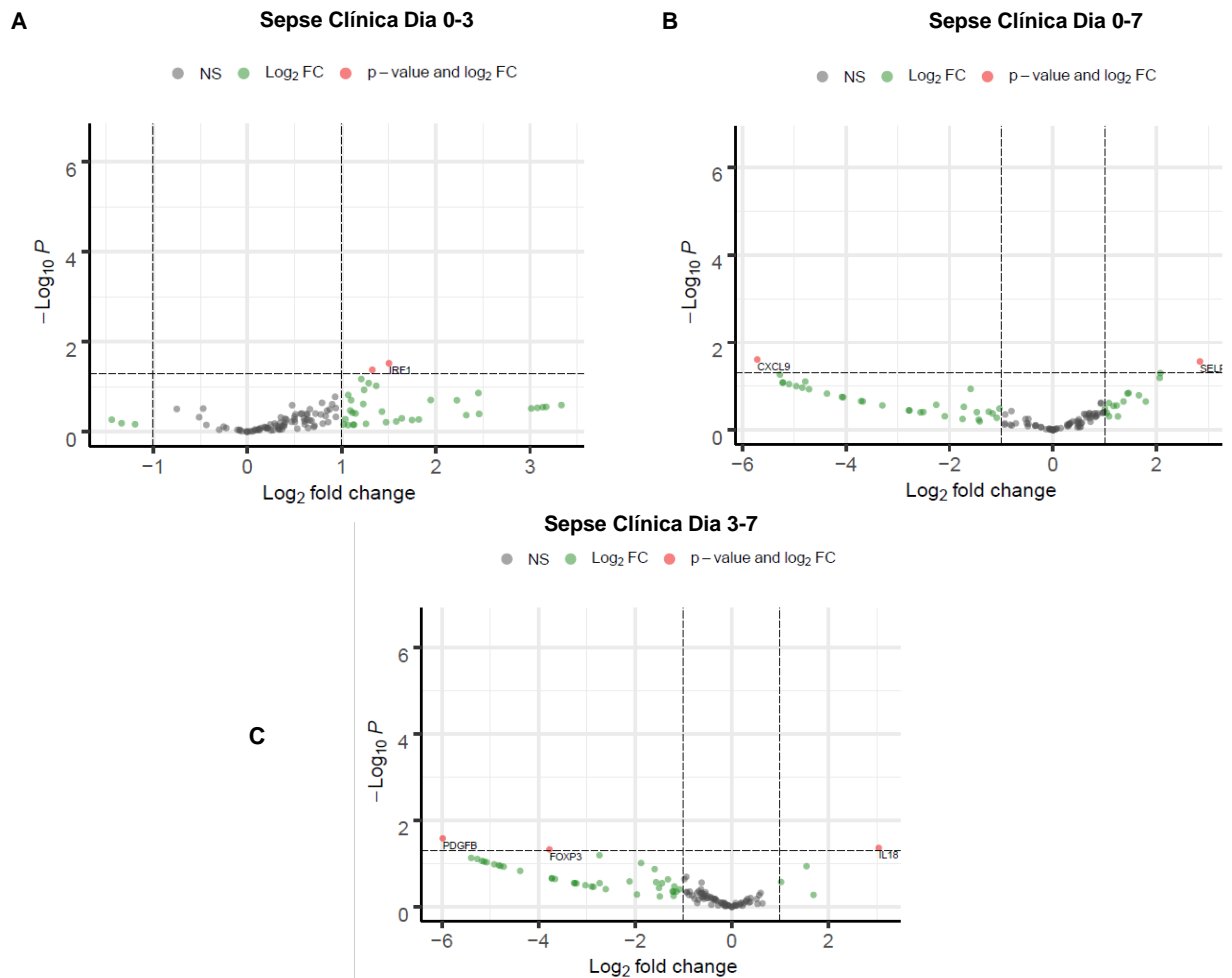 A
Sepse Clínica Dia 0-3
NS Log2 FC p – value and log2 FC
6
4
2
0
−Log10 P
IRF1
−1 0 1 2 3
Log2 fold change
B
Sepse Clínica Dia 0-7
NS Log2 FC p – value and log2 FC
6
4
2
0
−Log10 P
CXCL9
−6 −4 −2 0 2
Log2 fold change
C
Sepse Clínica Dia 3-7
NS Log2 FC p – value and log2 FC
6
4
2
0
−Log10 P
PDGFB
FOXP3
IL18
−6 −4 −2 0 2
Log2 fold change